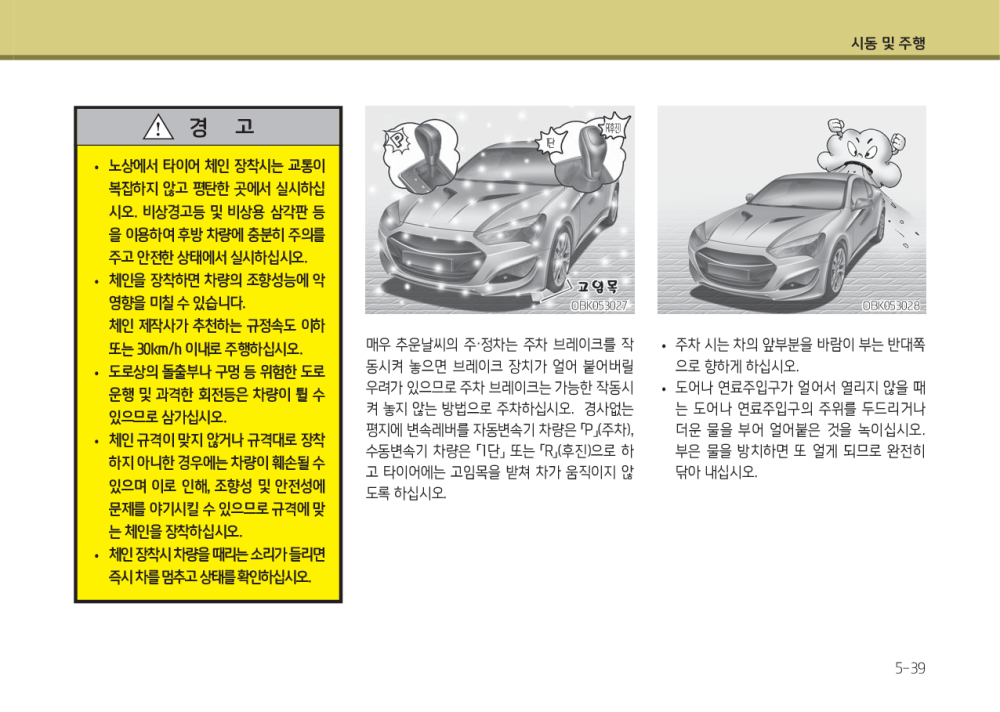 시동 및 주행
경 고
• 노상에서 타이어 체인 장착시는 교통이
복잡하지 않고 평탄한 곳에서 실시하십
시오. 비상경고등 및 비상용 삼각판 등
을 이용하여 후방 차량에 충분히 주의를
주고 안전한 상태에서 실시하십시오.
• 체인을 장착하면 차량의 조향성능에 악
영향을 미칠 수 있습니다.
체인 제작사가 추천하는 규정속도 이하
또는 30km/h 이내로 주행하십시오.
• 도로상의 돌출부나 구멍 등 위험한 도로
운행 및 과격한 회전등은 차량이 튈 수
있으므로 삼가십시오.
• 체인 규격이 맞지 않거나 규격대로 장착
하지 아니한 경우에는 차량이 훼손될 수
있으며 이로 인해, 조향성 및 안전성에
문제를 야기시킬 수 있으므로 규격에 맞
는 체인을 장착하십시오.
• 체인 장착시 차량을 때리는 소리가 들리면
즉시 차를 멈추고 상태를 확인하십시오.
P
1단
R(후진)
고임목
OBK053027
매우 추운날씨의 주·정차는 주차 브레이크를 작
동시켜 놓으면 브레이크 장치가 얼어 붙어버릴
우려가 있으므로 주차 브레이크는 가능한 작동시
켜 놓지 않는 방법으로 주차하십시오. 경사없는
평지에 변속레버를 자동변속기 차량은 「P」(주차),
수동변속기 차량은 「1단」 또는 「R」(후진)으로 하
고 타이어에는 고임목을 받쳐 차가 움직이지 않
도록 하십시오.
OBK053028
• 주차 시는 차의 앞부분을 바람이 부는 반대쪽
으로 향하게 하십시오.
• 도어나 연료주입구가 얼어서 열리지 않을 때
는 도어나 연료주입구의 주위를 두드리거나
더운 물을 부어 얼어붙은 것을 녹이십시오.
부은 물을 방치하면 또 얼게 되므로 완전히
닦아 내십시오.
5-39